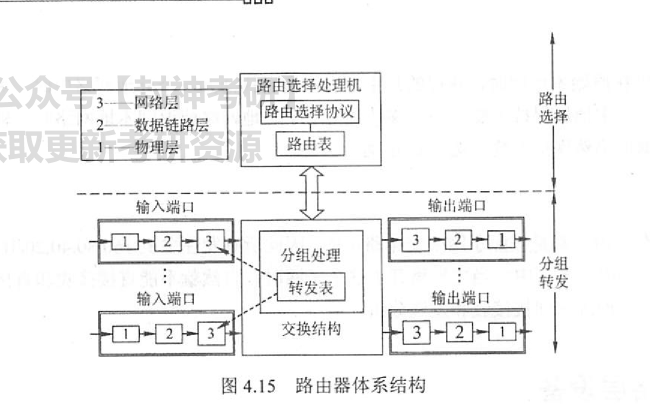 公众号【封神考研】
获取更新考研资源
3——网络层
2——数据链路层
1——物理层
路由选择处理机
路由选择协议
路由表
路由
选择
输入端口
1
2
3
输出端口
3
2
1
分组处理
转发表
交换结构
分组
转发
输入端口
1
2
3
输出端口
3
2
1
图 4.15 路由器体系结构